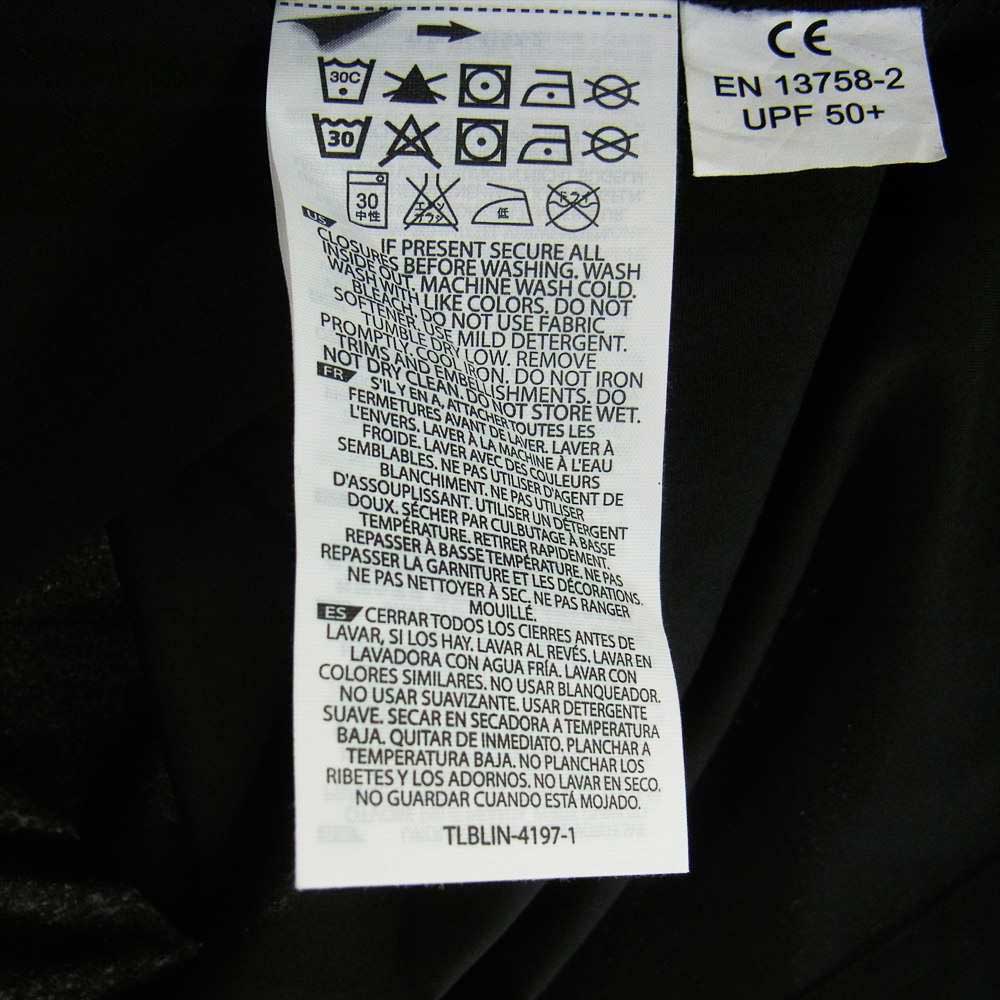 CE
EN 13758-2
UPF 50+
30C
30
30
中性
エンソ
低
US IF PRESENT SECURE ALL
CLOSURES BEFORE WASHING. WASH
INSIDE OUT. MACHINE WASH COLD.
WASH WITH LIKE COLORS. DO NOT
BLEACH. DO NOT USE FABRIC
SOFTENER. USE MILD DETERGENT.
TUMBLE DRY LOW. REMOVE
PROMPTLY. COOL IRON. DO NOT IRON
TRIMS AND EMBELLISHMENTS. DO
NOT DRY CLEAN. DO NOT STORE WET.
FR S'IL Y EN A, ATTACHER TOUTES LES
FERMETURES AVANT DE LAVER. LAVER À
L'ENVERS. LAVER À LA MACHINE À L'EAU
FROIDE. LAVER AVEC DES COULEURS
SEMBLABLES. NE PAS UTILISER D'AGENT DE
BLANCHIMENT. NE PAS UTILISER
D'ASSOUPLISSANT. UTILISER UN DÉTERGENT
DOUX. SÉCHER PAR CULBUTAGE À BASSE
TEMPÉRATURE. RETIRER RAPIDEMENT.
REPASSER À BASSE TEMPÉRATURE. NE PAS
REPASSER LA GARNITURE ET LES DÉCORATIONS.
NE PAS NETTOYER À SEC. NE PAS RANGER
MOUILLÉ.
ES CERRAR TODOS LOS CIERRES ANTES DE
LAVAR, SI LOS HAY. LAVAR AL REVÉS. LAVAR EN
LAVADORA CON AGUA FRÍA. LAVAR CON
COLORES SIMILARES. NO USAR BLANQUEADOR.
NO USAR SUAVIZANTE. USAR DETERGENTE
SUAVE. SECAR EN SECADORA A TEMPERATURA
BAJA. QUITAR DE INMEDIATO. PLANCHAR A
TEMPERATURA BAJA. NO PLANCHAR LOS
RIBETES Y LOS ADORNOS. NO LAVAR EN SECO.
NO GUARDAR CUANDO ESTÁ MOJADO.
TLBLIN-4197-1